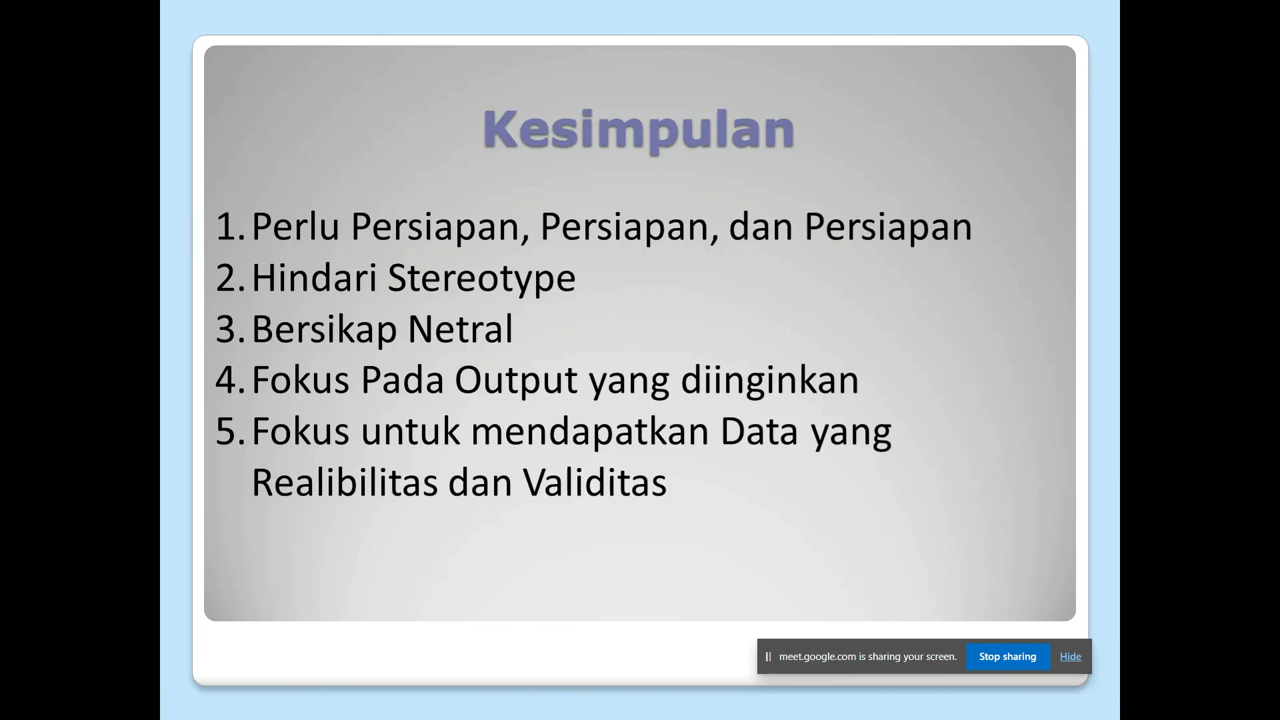 Kesimpulan
1. Perlu Persiapan, Persiapan, dan Persiapan
2. Hindari Stereotype
3. Bersikap Netral
4. Fokus Pada Output yang diinginkan
5. Fokus untuk mendapatkan Data yang
Realibilitas dan Validitas
meet.google.com is sharing your screen. Stop sharing Hide